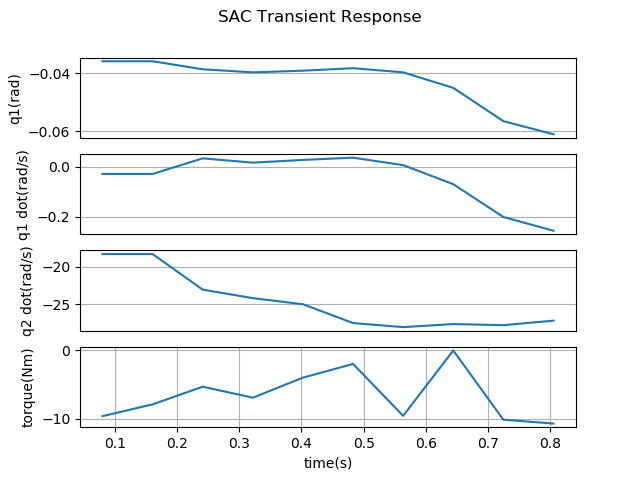 SAC Transient Response
q1(rad)
−0.04
−0.06
q1 dot(rad/s)
0.0
−0.2
q2 dot(rad/s)
−20
−25
torque(Nm)
0
−10
0.1 0.2 0.3 0.4 0.5 0.6 0.7 0.8
time(s)